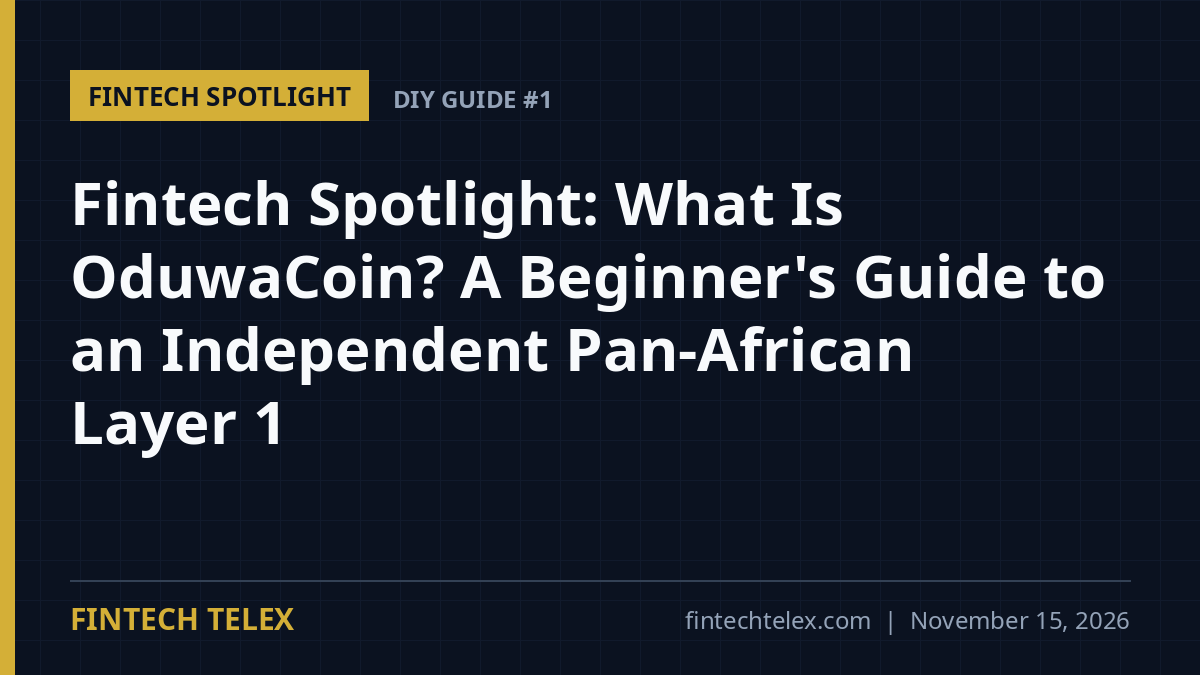 FINTECH SPOTLIGHT DIY GUIDE #1
Fintech Spotlight: What Is
OduwaCoin? A Beginner's Guide to
an Independent Pan-African
Layer 1
FINTECH TELEX fintechtelex.com | November 15, 2026